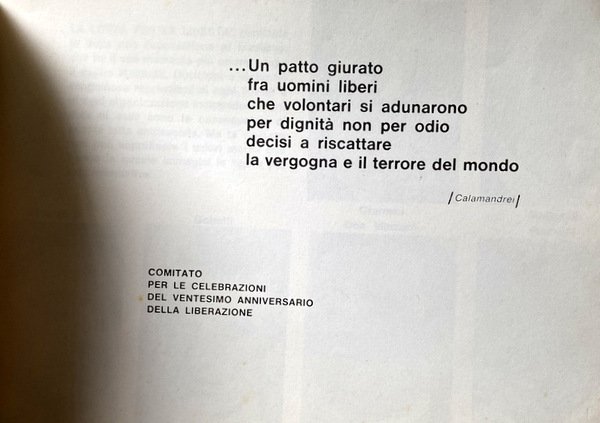 ...Un patto giurato
fra uomini liberi
che volontari si adunarono
per dignità non per odio
decisi a riscattare
la vergogna e il terrore del mondo
/Calamandrei/
COMITATO
PER LE CELEBRAZIONI
DEL VENTESIMO ANNIVERSARIO
DELLA LIBERAZIONE